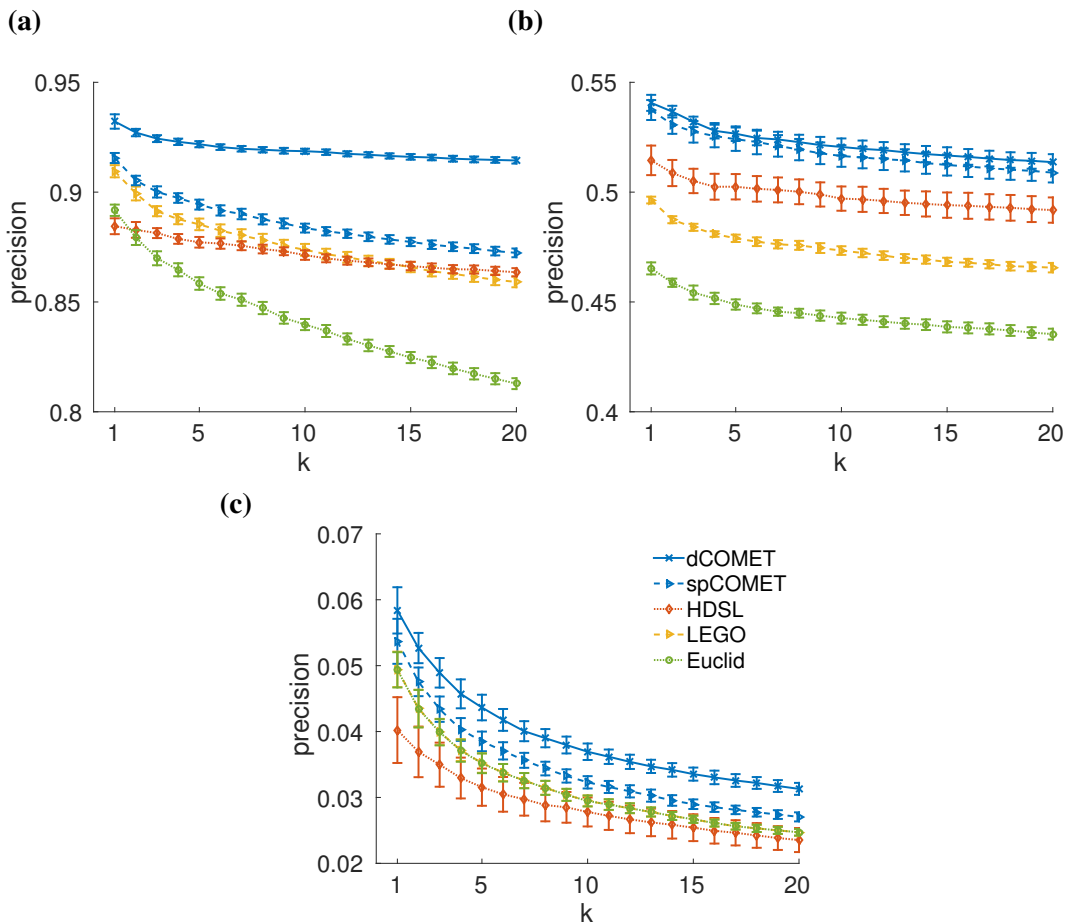 (a)
0.95
0.9
0.85
0.8
precision
1 5 10 15 20
k
(b)
0.55
0.5
0.45
0.4
precision
1 5 10 15 20
k
(c)
0.07
0.06
0.05
0.04
0.03
0.02
precision
1 5 10 15 20
k
dCOMET
spCOMET
HDSL
LEGO
Euclid